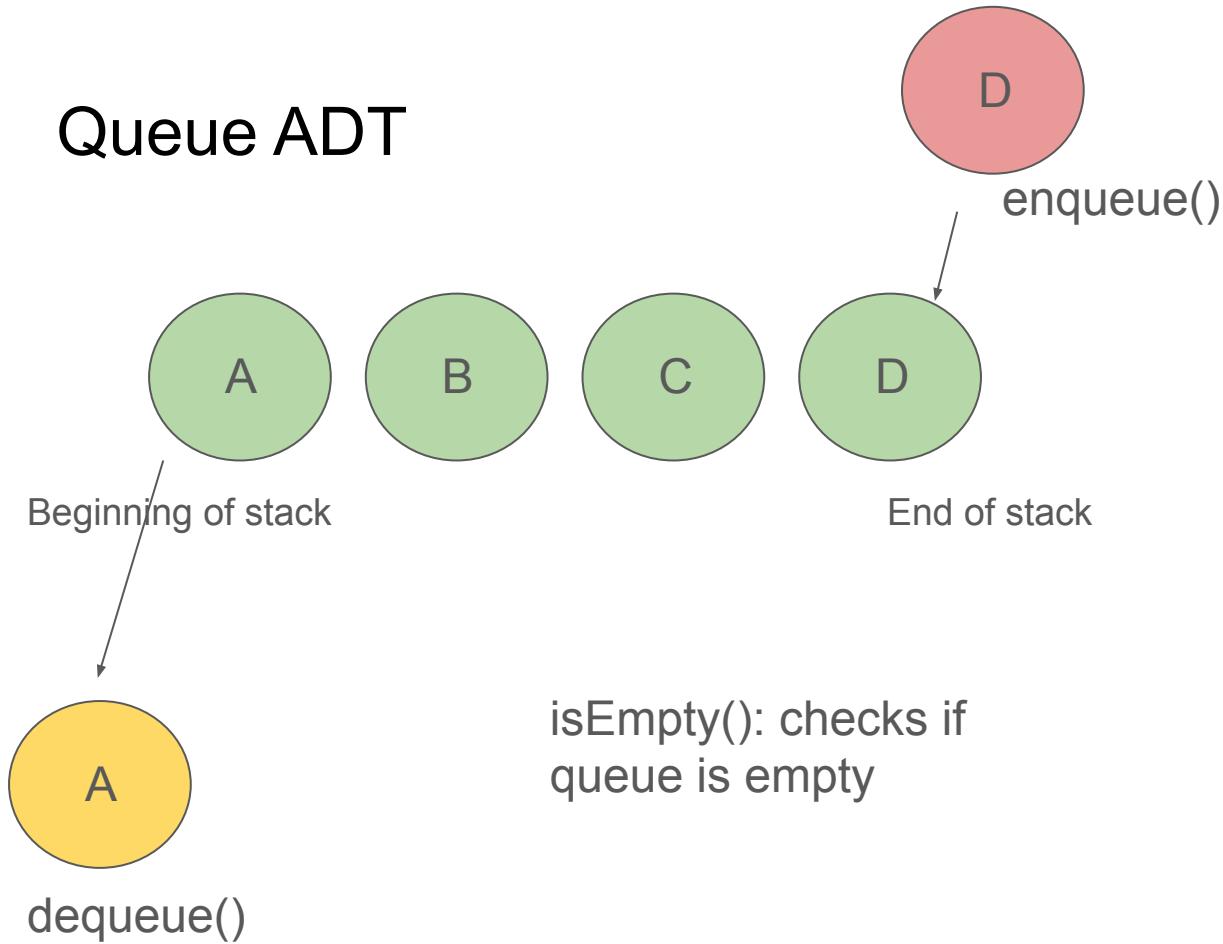 D
Queue ADT
enqueue()
A
B
C
D
Beginning of stack
End of stack
isEmpty(): checks if
queue is empty
A
dequeue()